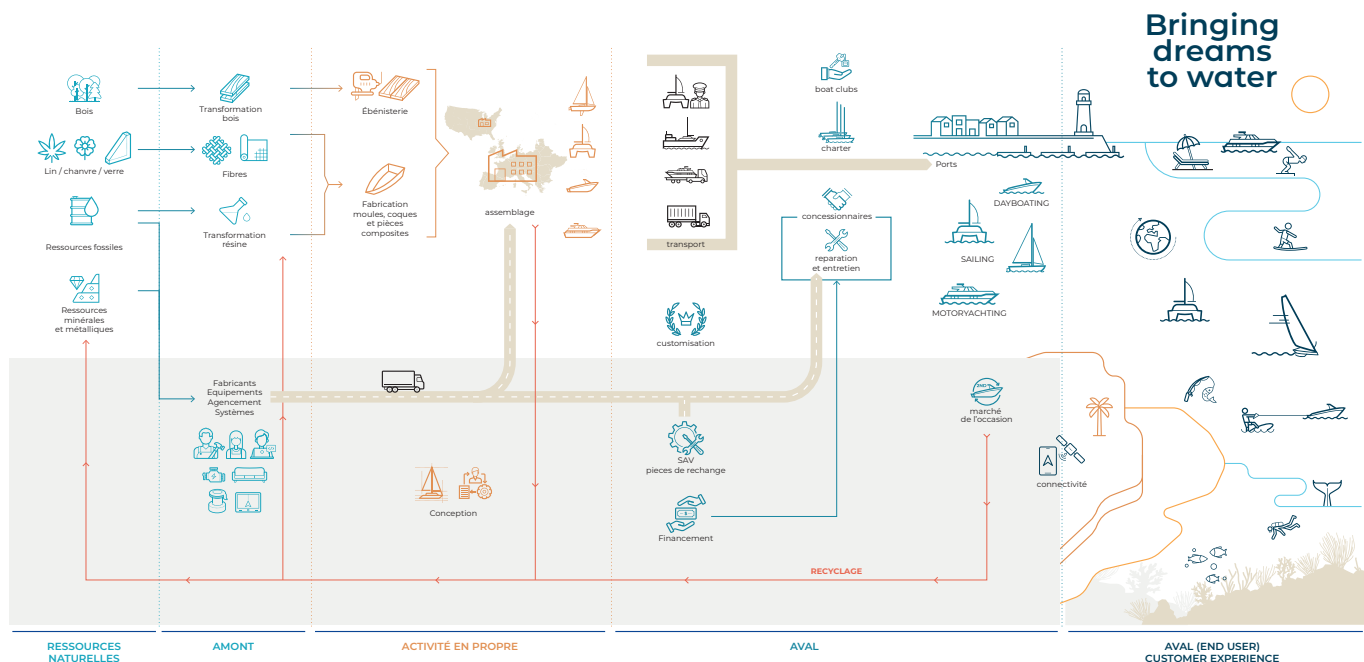 Bringing
dreams
to water
Bois
Transformation
bois
Ébénisterie
boat clubs
charter
Lin / chanvre / verre
Fibres
Fabrication
moules, coques
et pièces
composites
assemblage
Ports
DAYBOATING
Ressources fossiles
Transformation
résine
transport
concessionnaires
reparation
et entretien
SAILING
Ressources
minérales
et métalliques
MOTORYACHTING
customisation
Fabricants
Equipements
Agencement
Systèmes
2ND
marché
de l'occasion
SAV
pieces de rechange
connectivité
Conception
Financement
RECYCLAGE
RESSOURCES
NATURELLES
AMONT
ACTIVITÉ EN PROPRE
AVAL
AVAL (END USER)
CUSTOMER EXPERIENCE